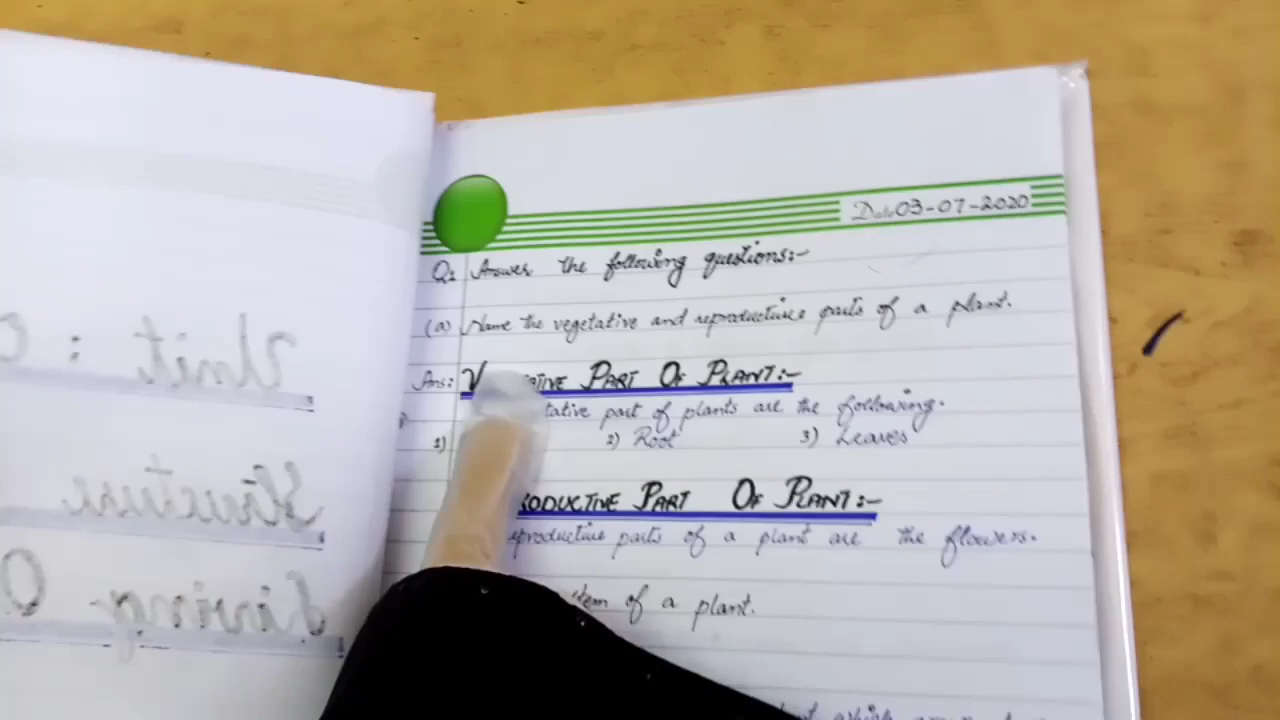 Date 03-07-2020
Q1 Answer the following questions:-
(a) Name the vegetative and reproductive parts of a plant.
Ans: PART OF PLANT:-
part of plants are the following.
1) 2) Root 3) Leaves
PART OF PLANT:-
parts of a plant are the flowers.
of a plant.
Unit :
Structure
Living O